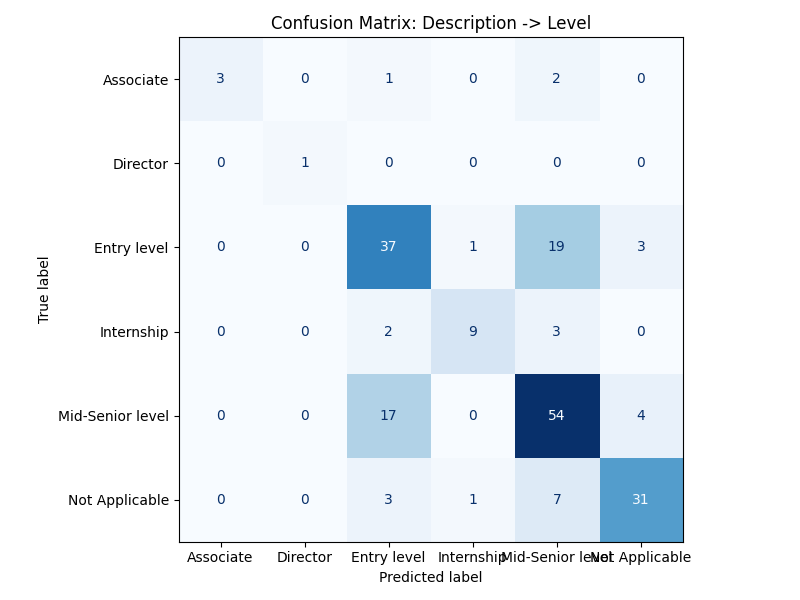 Confusion Matrix: Description -> Level
Associate 3 0 1 0 2 0
Director 0 1 0 0 0 0
Entry level 0 0 37 1 19 3
Internship 0 0 2 9 3 0
Mid-Senior level 0 0 17 0 54 4
Not Applicable 0 0 3 1 7 31
True label
Associate Director Entry level Internship Mid-Senior level Not Applicable
Predicted label